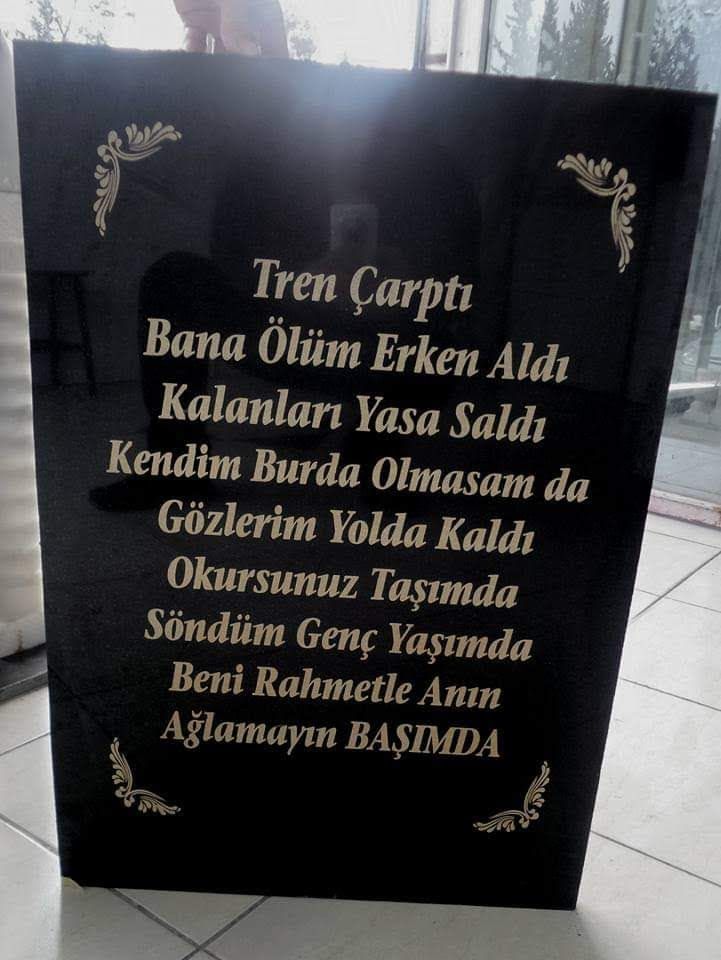 Tren Çarptı
Bana Ölüm Erken Aldı
Kalanları Yasa Saldı
Kendim Burda Olmasam da
Gözlerim Yolda Kaldı
Okursunuz Taşımda
Söndüm Genç Yaşımda
Beni Rahmetle Anın
Ağlamayın BAŞIMDA